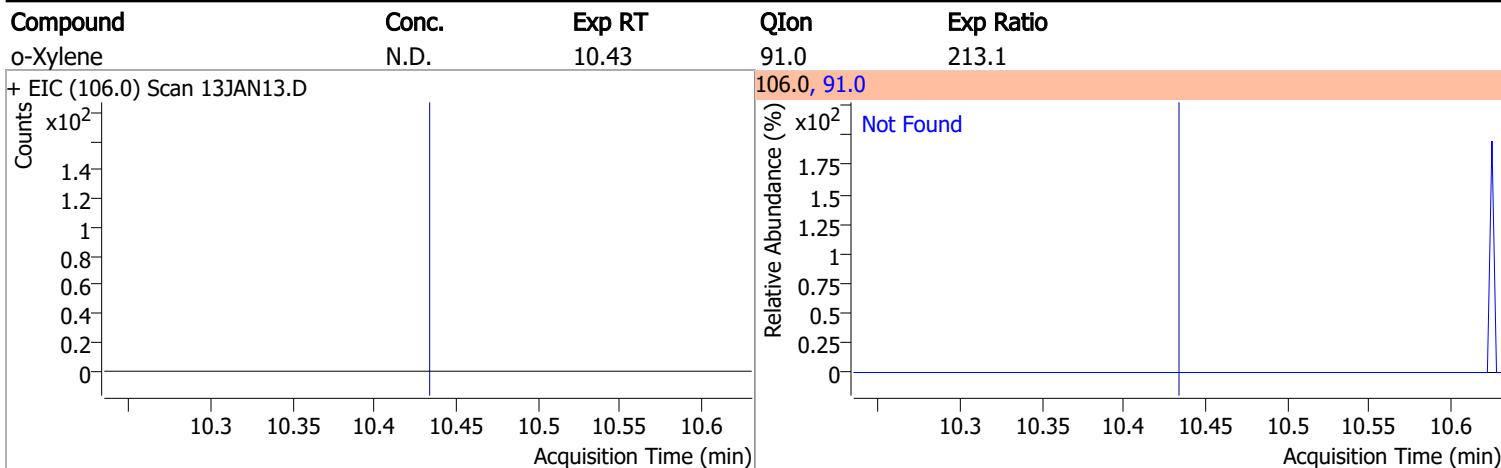 Compound Conc. Exp RT QIon Exp Ratio
o-Xylene N.D. 10.43 91.0 213.1
+ EIC (106.0) Scan 13JAN13.D
Counts
x102
1.4
1.2
1
0.8
0.6
0.4
0.2
0
10.3 10.35 10.4 10.45 10.5 10.55 10.6
Acquisition Time (min)
106.0, 91.0
Relative Abundance (%)
x102
Not Found
1.75
1.5
1.25
1
0.75
0.5
0.25
0
10.3 10.35 10.4 10.45 10.5 10.55 10.6
Acquisition Time (min)